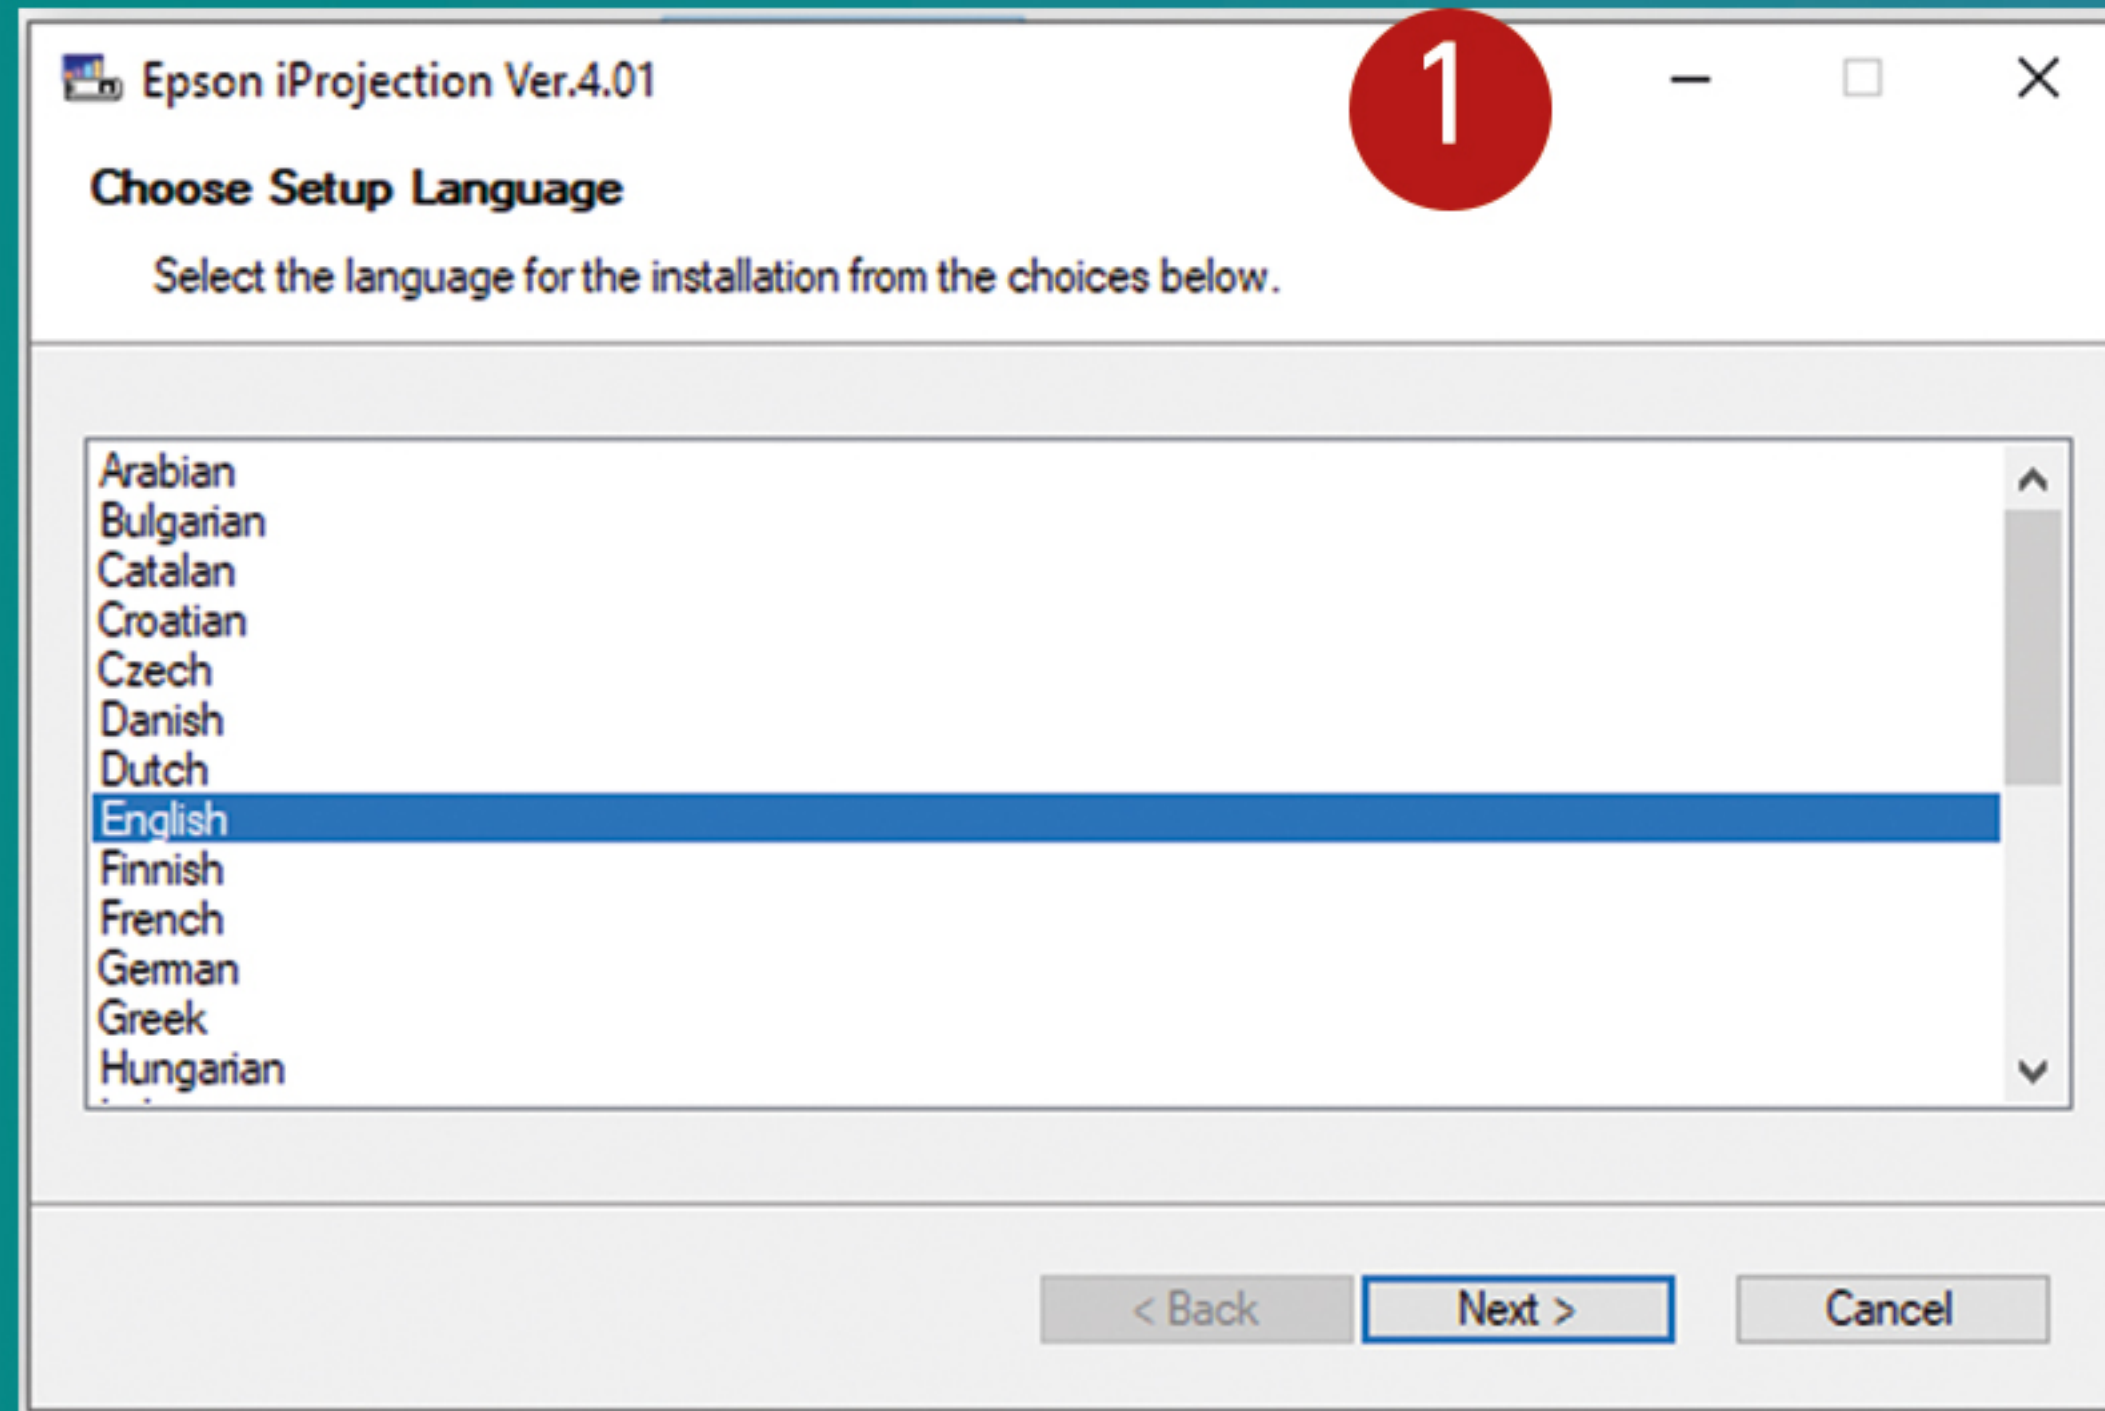 Epson iProjection Ver.4.01
1
Choose Setup Language
Select the language for the installation from the choices below.
Arabian
Bulgarian
Catalan
Croatian
Czech
Danish
Dutch
English
Finnish
French
German
Greek
Hungarian
< Back
Next >
Cancel